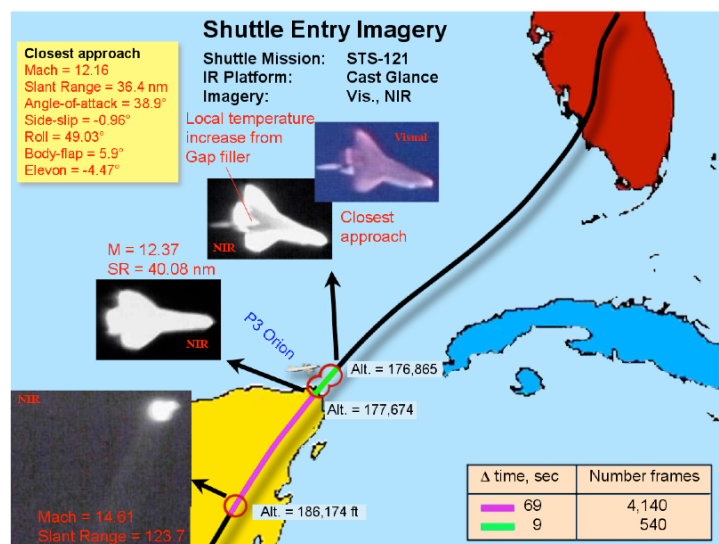 Shuttle Entry Imagery
Shuttle Mission: STS-121
IR Platform: Cast Glance
Imagery: Vis., NIR
Closest approach
Mach = 12.16
Slant Range = 36.4 nm
Angle-of-attack = 38.9°
Side-slip = -0.96°
Roll = 49.03°
Body-flap = 5.9°
Elevon = -4.47°
Local temperature
increase from
Gap filler
Visual
NIR
Closest
approach
M = 12.37
SR = 40.08 nm
NIR
P3 Orion
Alt. = 176,865
Alt. = 177,674
NIR
Mach = 14.61
Slant Range = 123.7
Alt. = 186,174 ft
Δ time, sec Number frames
69 4,140
9 540